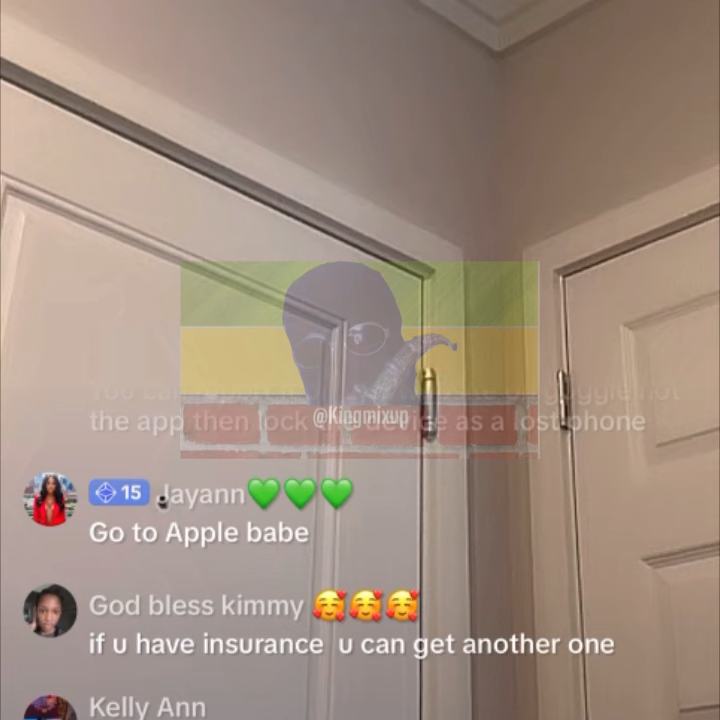 the app then lock device as a lost phone
@Kingmixup
15 Jayann💚💚💚
Go to Apple babe
God bless kimmy 🥰🥰🥰
if u have insurance u can get another one
Kelly Ann